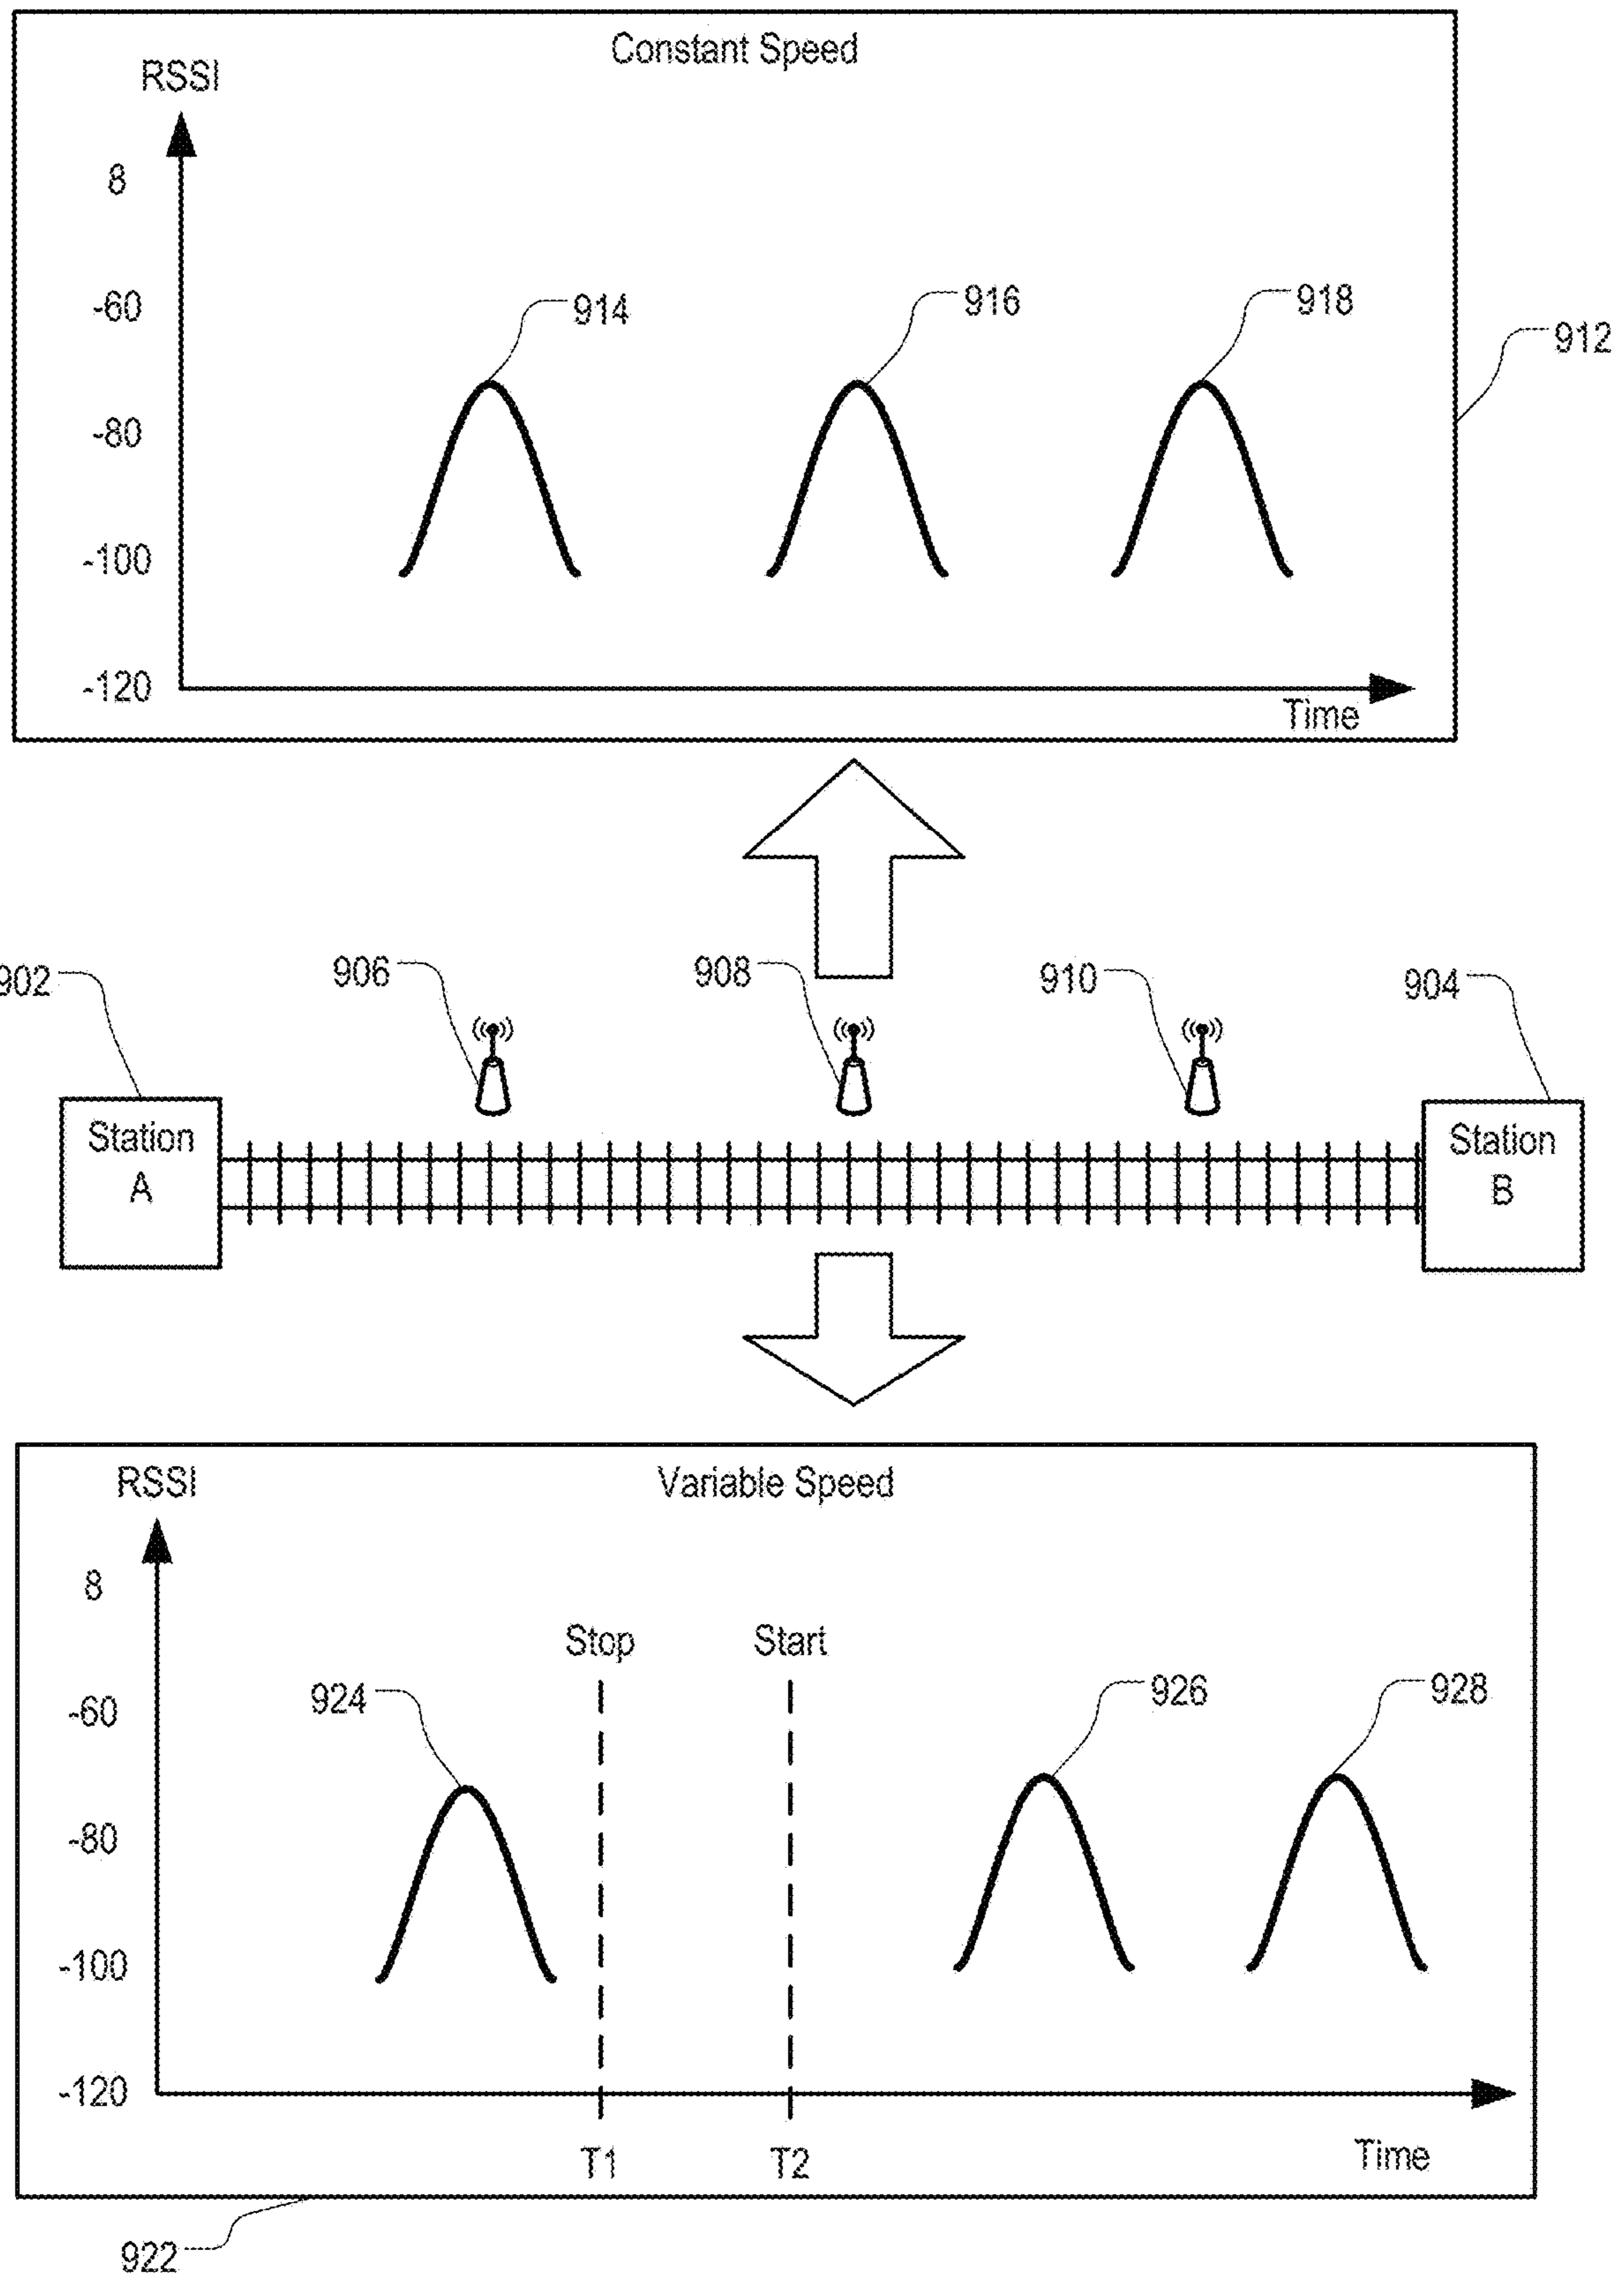 Constant Speed
RSSI
8
-60
-80
-100
-120
914
916
918
912
Time
902
906
908
910
904
Station
A
Station
B
RSSI
Variable Speed
8
-60
-80
-100
-120
Stop
Start
924
926
928
T1
T2
Time
922